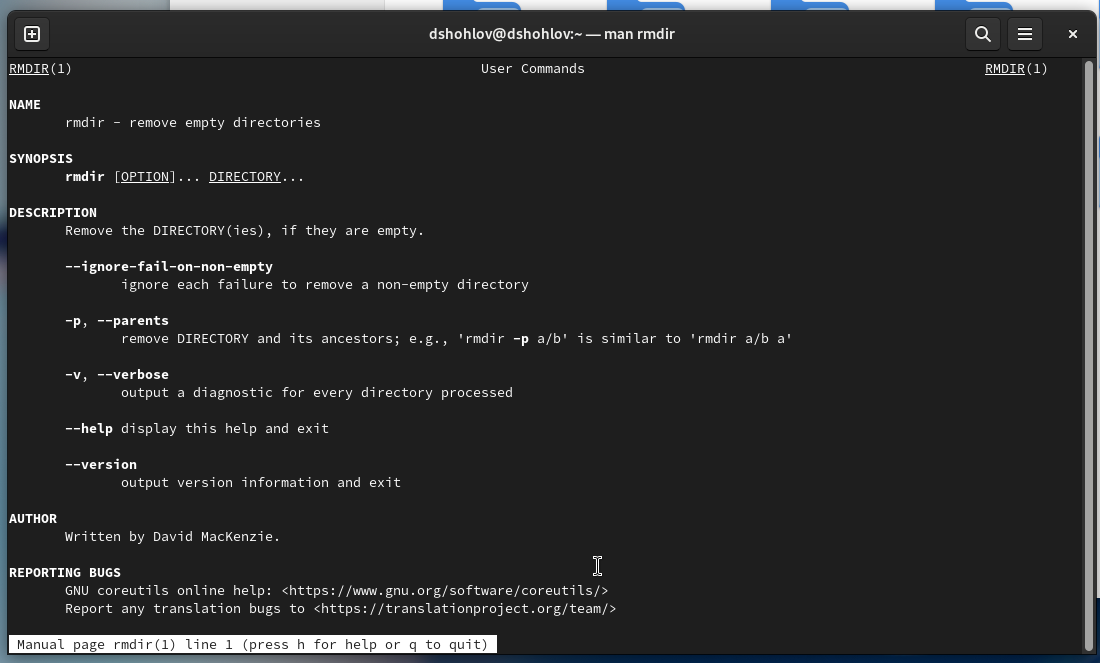 dshohlov@dshohlov:~ — man rmdir
RMDIR(1) User Commands RMDIR(1)
NAME
rmdir - remove empty directories
SYNOPSIS
rmdir [OPTION]... DIRECTORY...
DESCRIPTION
Remove the DIRECTORY(ies), if they are empty.
--ignore-fail-on-non-empty
ignore each failure to remove a non-empty directory
-p, --parents
remove DIRECTORY and its ancestors; e.g., 'rmdir -p a/b' is similar to 'rmdir a/b a'
-v, --verbose
output a diagnostic for every directory processed
--help display this help and exit
--version
output version information and exit
AUTHOR
Written by David MacKenzie.
REPORTING BUGS
GNU coreutils online help: <https://www.gnu.org/software/coreutils/>
Report any translation bugs to <https://translationproject.org/team/>
Manual page rmdir(1) line 1 (press h for help or q to quit)